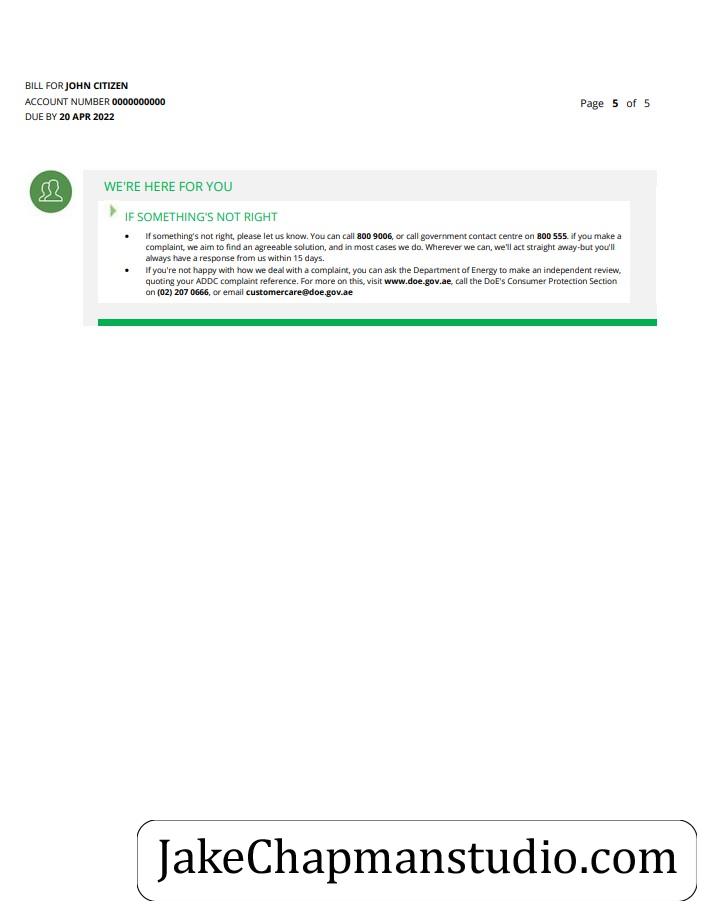 BILL FOR JOHN CITIZEN
ACCOUNT NUMBER 0000000000
DUE BY 20 APR 2022
Page 5 of 5
WE'RE HERE FOR YOU
IF SOMETHING'S NOT RIGHT
• If something's not right, please let us know. You can call 800 9006, or call government contact centre on 800 555. if you make a
complaint, we aim to find an agreeable solution, and in most cases we do. Wherever we can, we'll act straight away-but you'll
always have a response from us within 15 days.
• If you're not happy with how we deal with a complaint, you can ask the Department of Energy to make an independent review,
quoting your ADDC complaint reference. For more on this, visit www.doe.gov.ae, call the DoE's Consumer Protection Section
on (02) 207 0666, or email customercare@doe.gov.ae
JakeChapmanstudio.com